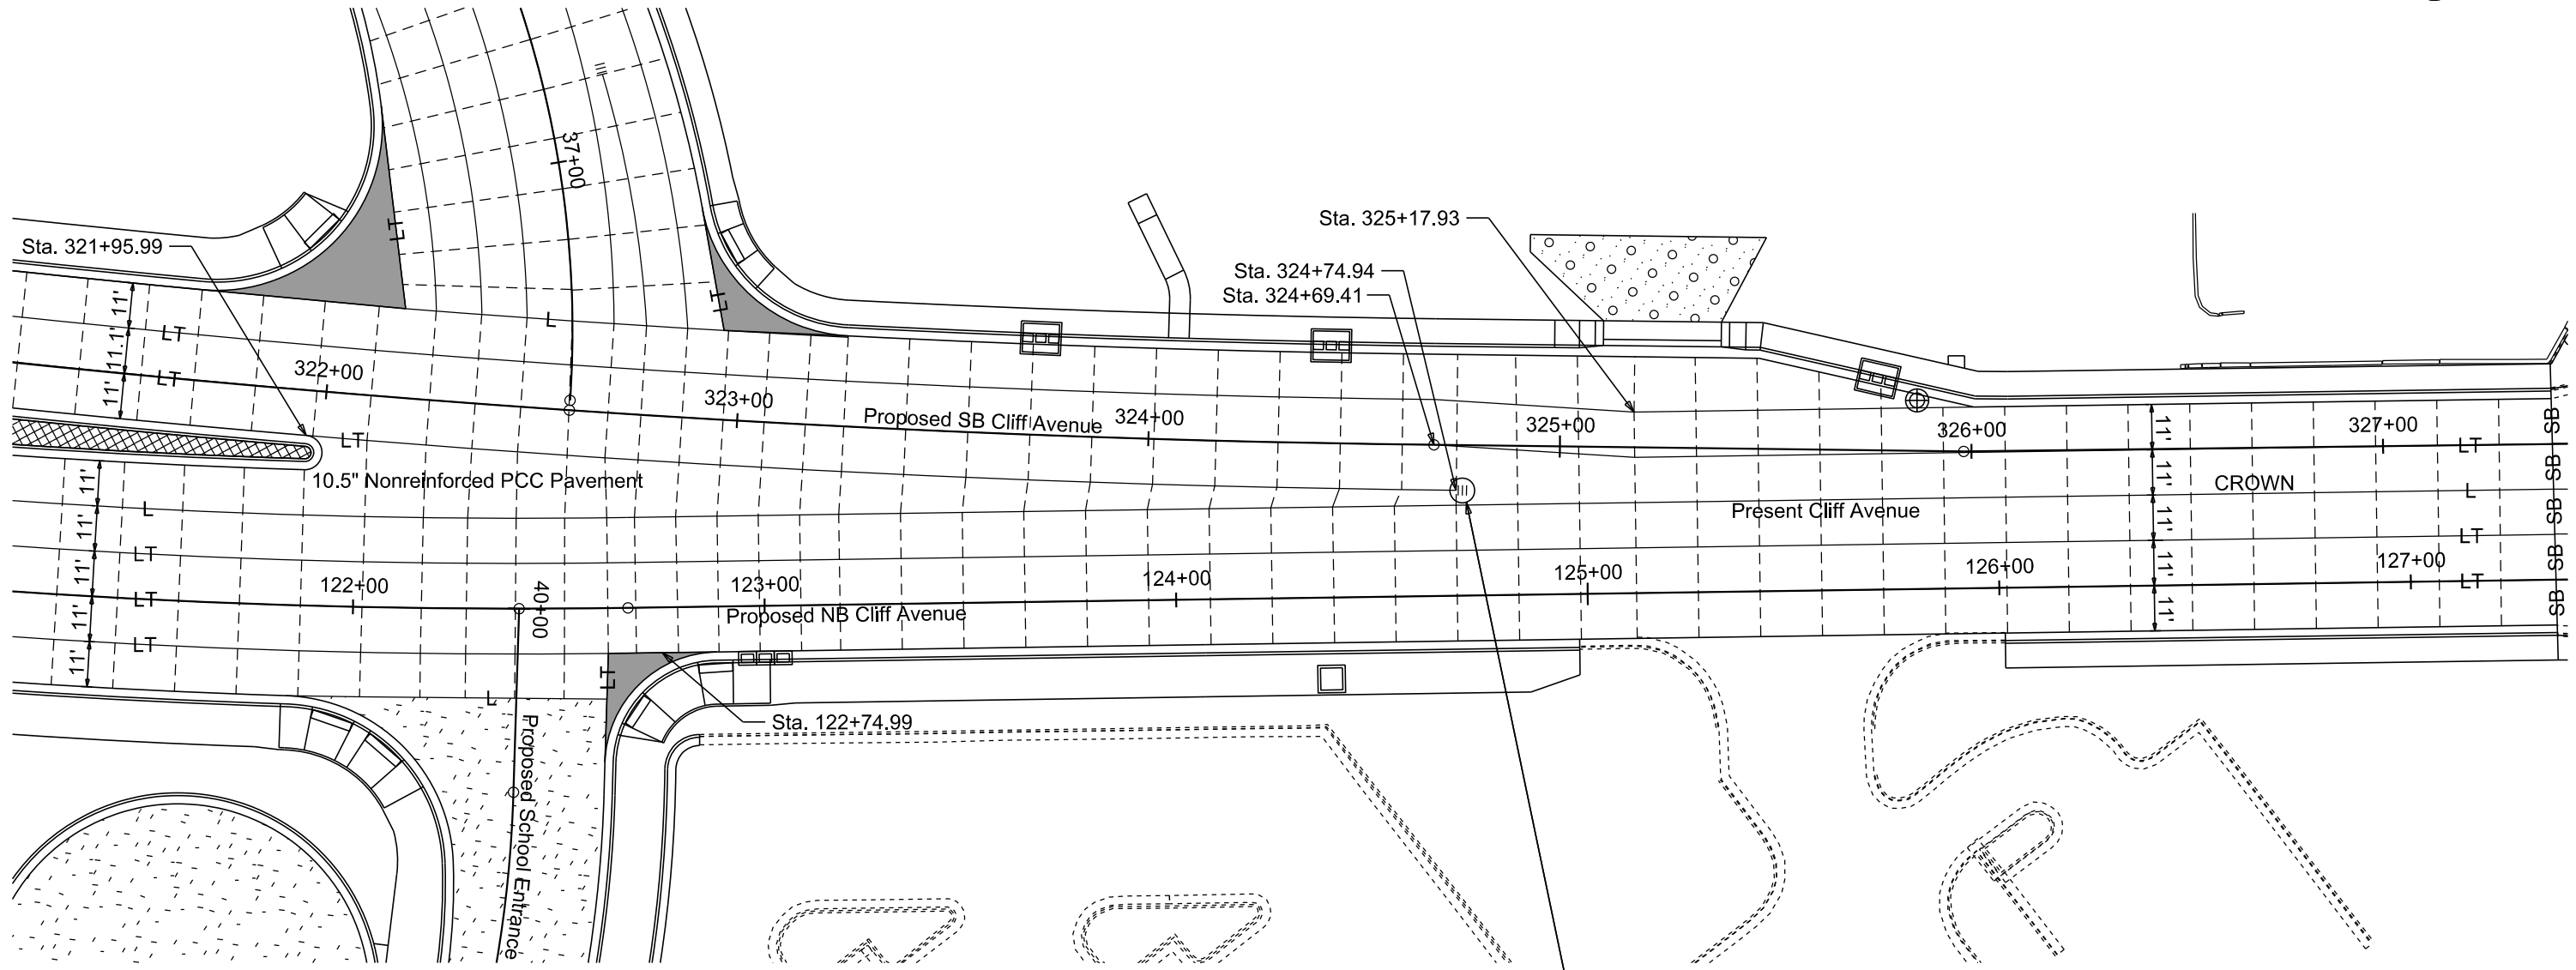 37+00
LT
Sta. 321+95.99
Sta. 325+17.93
Sta. 324+74.94
Sta. 324+69.41
11'
LT
L
LT
11.1'
LT
322+00
11'
323+00
Proposed SB Cliff Avenue
324+00
325+00
326+00
327+00
LT
11'
SB
LT
10.5" Nonreinforced PCC Pavement
11'
L
11'
CROWN
L
SB
SB
Present Cliff Avenue
11'
11'
LT
11'
LT
SB
122+00
123+00
124+00
125+00
126+00
127+00
LT
11'
SB
LT
40+00
Proposed NB Cliff Avenue
11'
11'
LT
11'
LT
L
Sta. 122+74.99
Proposed School Entrance